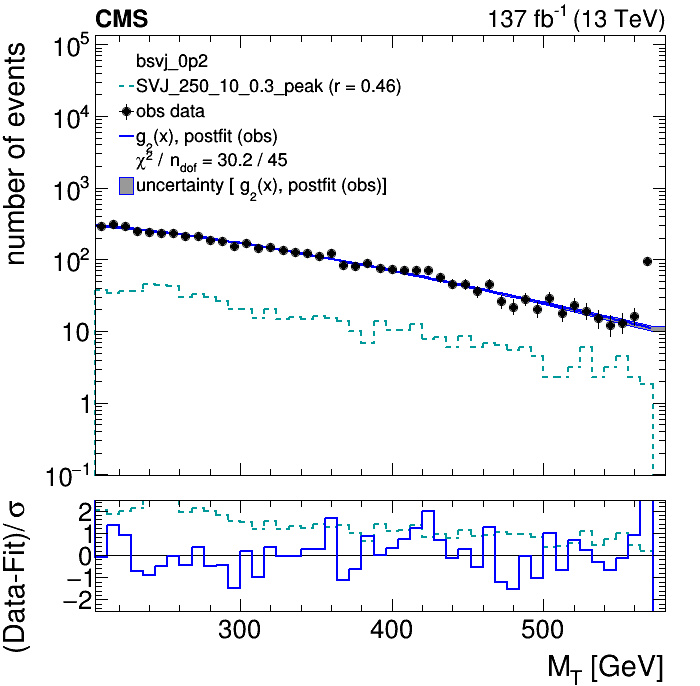 CMS 137 fb⁻¹ (13 TeV)
number of events
10⁵
10⁴
10³
10²
10
1
10⁻¹
bsvj_0p2
SVJ_250_10_0.3_peak (r = 0.46)
obs data
g₂(x), postfit (obs)
χ² / n_dof = 30.2 / 45
uncertainty [ g₂(x), postfit (obs)]
(Data-Fit)/ σ
2
1
0
−1
−2
300 400 500
M_T [GeV]